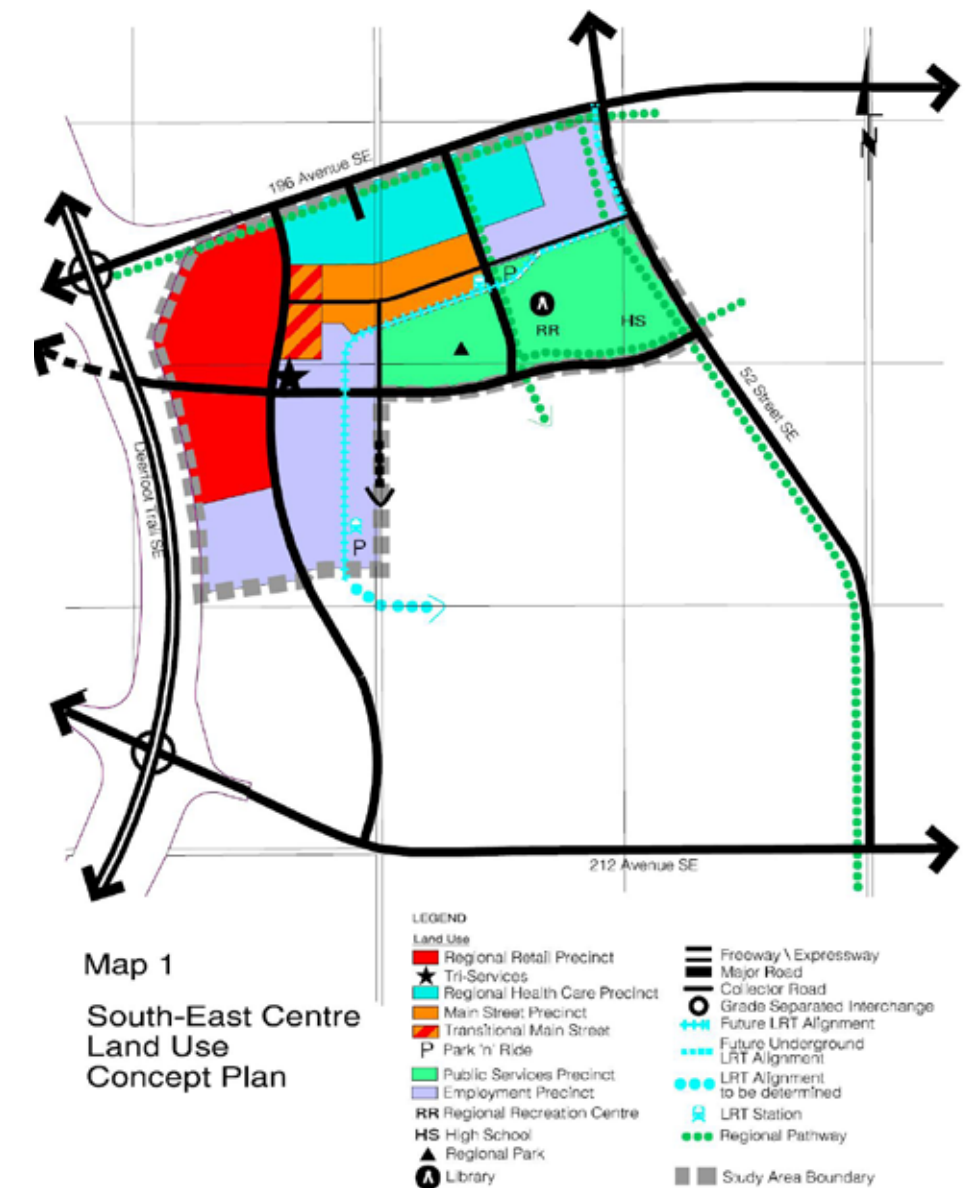 196 Avenue SE
N
P
RR
HS
52 Street SE
Deerfoot Trail SE
P
212 Avenue SE
Map 1
South-East Centre
Land Use
Concept Plan
LEGEND
Land Use
Regional Retail Precinct
Tri-Services
Regional Health Care Precinct
Main Street Precinct
Transitional Main Street
P Park 'n' Ride
Public Services Precinct
Employment Precinct
RR Regional Recreation Centre
HS High School
Regional Park
Library
Freeway \ Expressway
Major Road
Collector Road
Grade Separated Interchange
Future LRT Alignment
Future Underground
LRT Alignment
LRT Alignment
to be determined
LRT Station
Regional Pathway
Study Area Boundary